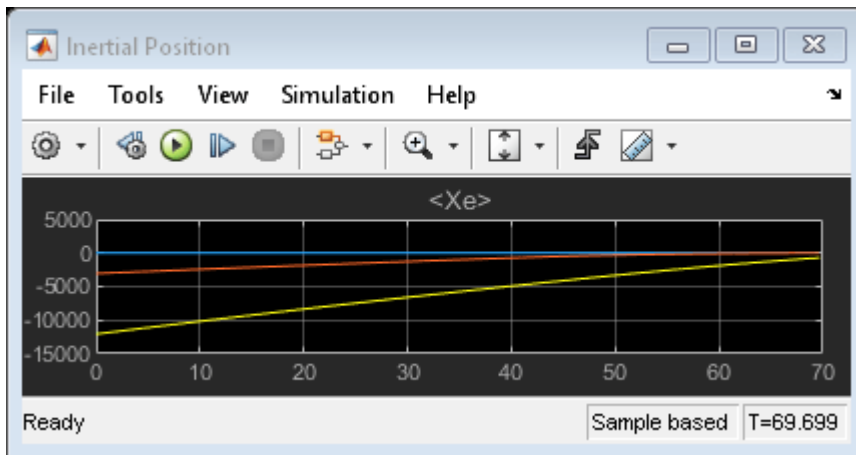 Inertial Position
File Tools View Simulation Help
<Xe>
5000
0
-5000
-10000
-15000
0 10 20 30 40 50 60 70
Ready Sample based T=69.699